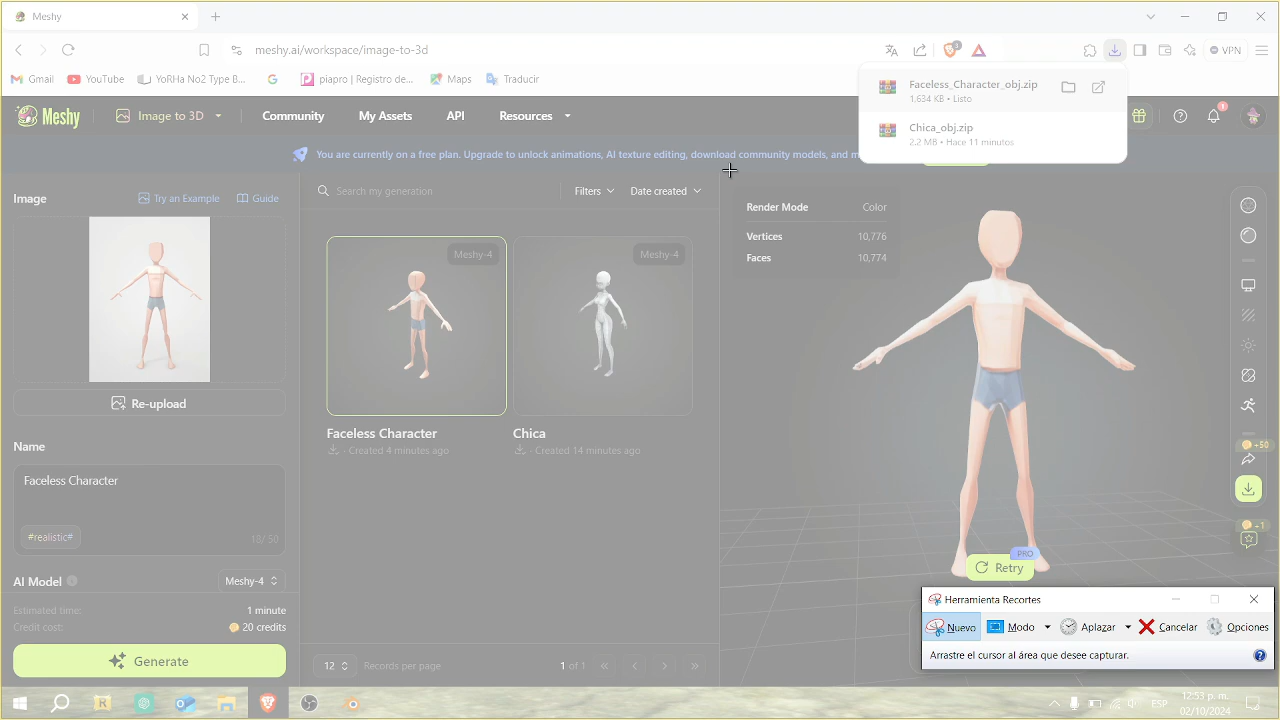 Meshy
meshy.ai/workspace/image-to-3d
3
VPN
Gmail
YouTube
YoRHa No2 Type B...
G
piapro | Registro de...
Maps
Traducir
Faceless_Character_obj.zip
1.634 KB • Listo
Chica_obj.zip
2.2 MB • Hace 11 minutos
Meshy
Image to 3D
Community
My Assets
API
Resources
1
You are currently on a free plan. Upgrade to unlock animations, AI texture editing, download community models, and m
Image
Try an Example
Guide
Search my generation
Filters
Date created
Render Mode
Color
Vertices
10,776
Faces
10,774
Meshy-4
Meshy-4
Re-upload
Faceless Character
· Created 4 minutes ago
Chica
· Created 14 minutes ago
Name
Faceless Character
#realistic#
18/50
+50
+1
AI Model
Meshy-4
PRO
Retry
Estimated time:
1 minute
Credit cost:
20 credits
Generate
12
Records per page
1 of 1
Herramienta Recortes
Nuevo
Modo
Aplazar
Cancelar
Opciones
Arrastre el cursor al área que desee capturar.
R
ESP
12:53 p. m.
02/10/2024